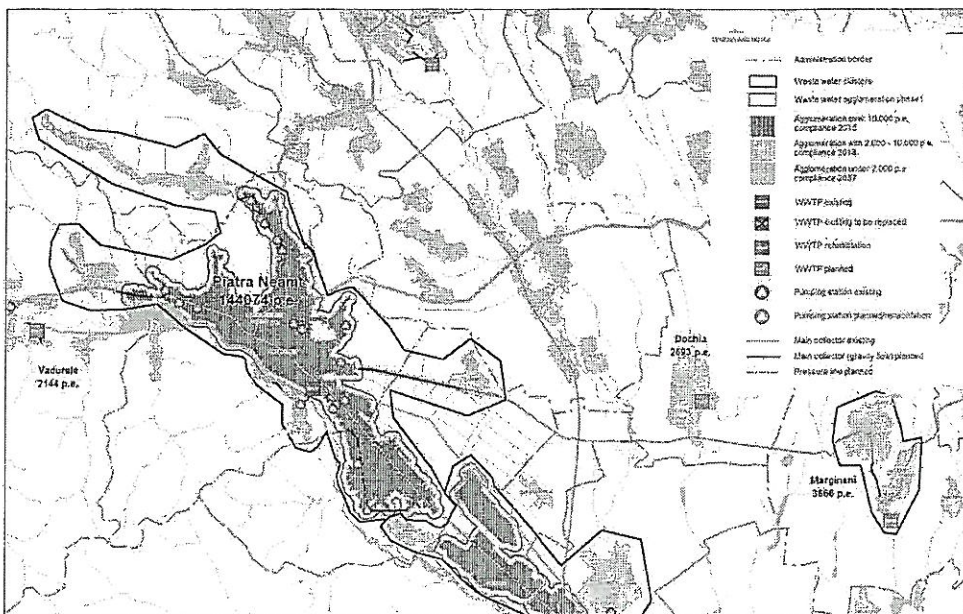 Administration border
Waste water clusters
Waste water agglomeration phase I
Agglomeration over 10.000 p.e.
compliance 2015
Agglomeration with 2.000 - 10.000 p.e.
compliance 2018
Agglomeration under 2.000 p.e.
WWTP existing
WWTP existing to be replaced
WWTP rehabilitation
WWTP planned
Pumping station existing
Pumping station planned/rehabilitation
Main collector existing
Main collector (gravity flow) planned
Pressure line planned
Piatra Neamt
144074 p.e.
Vadurele
2144 p.e.
Dochia
2693 p.e.
Margineni
3666 p.e.